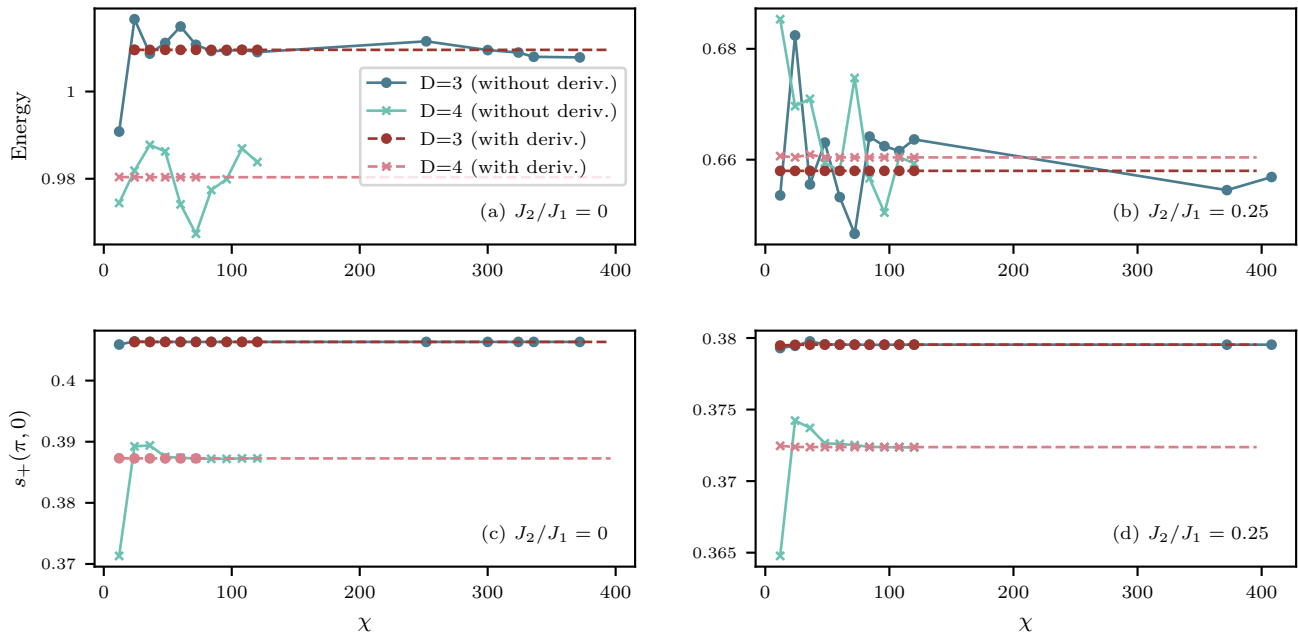 Energy
1
0.98
0
100
200
300
400
D=3 (without deriv.)
D=4 (without deriv.)
D=3 (with deriv.)
D=4 (with deriv.)
(a) J₂/J₁ = 0
0.68
0.66
0
100
200
300
400
(b) J₂/J₁ = 0.25
s₊(π, 0)
0.4
0.39
0.38
0.37
0
100
200
300
400
χ
(c) J₂/J₁ = 0
0.38
0.375
0.37
0.365
0
100
200
300
400
χ
(d) J₂/J₁ = 0.25